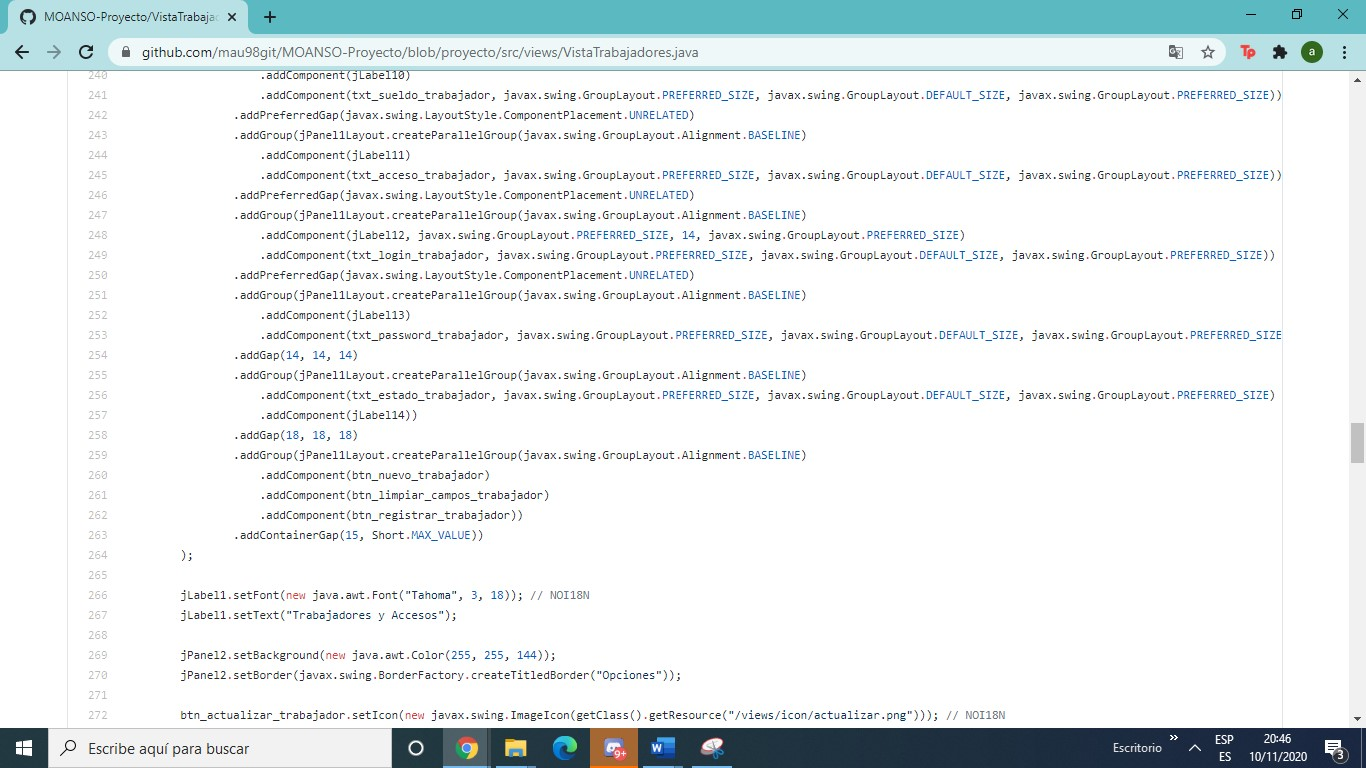 MOANSO-Proyecto/VistaTrabajad
github.com/mau98git/MOANSO-Proyecto/blob/proyecto/src/views/VistaTrabajadores.java
Tp
a
240 .addComponent(jLabel10)
241 .addComponent(txt_sueldo_trabajador, javax.swing.GroupLayout.PREFERRED_SIZE, javax.swing.GroupLayout.DEFAULT_SIZE, javax.swing.GroupLayout.PREFERRED_SIZE))
242 .addPreferredGap(javax.swing.LayoutStyle.ComponentPlacement.UNRELATED)
243 .addGroup(jPanel1Layout.createParallelGroup(javax.swing.GroupLayout.Alignment.BASELINE)
244 .addComponent(jLabel11)
245 .addComponent(txt_acceso_trabajador, javax.swing.GroupLayout.PREFERRED_SIZE, javax.swing.GroupLayout.DEFAULT_SIZE, javax.swing.GroupLayout.PREFERRED_SIZE))
246 .addPreferredGap(javax.swing.LayoutStyle.ComponentPlacement.UNRELATED)
247 .addGroup(jPanel1Layout.createParallelGroup(javax.swing.GroupLayout.Alignment.BASELINE)
248 .addComponent(jLabel12, javax.swing.GroupLayout.PREFERRED_SIZE, 14, javax.swing.GroupLayout.PREFERRED_SIZE)
249 .addComponent(txt_login_trabajador, javax.swing.GroupLayout.PREFERRED_SIZE, javax.swing.GroupLayout.DEFAULT_SIZE, javax.swing.GroupLayout.PREFERRED_SIZE))
250 .addPreferredGap(javax.swing.LayoutStyle.ComponentPlacement.UNRELATED)
251 .addGroup(jPanel1Layout.createParallelGroup(javax.swing.GroupLayout.Alignment.BASELINE)
252 .addComponent(jLabel13)
253 .addComponent(txt_password_trabajador, javax.swing.GroupLayout.PREFERRED_SIZE, javax.swing.GroupLayout.DEFAULT_SIZE, javax.swing.GroupLayout.PREFERRED_SIZE
254 .addGap(14, 14, 14)
255 .addGroup(jPanel1Layout.createParallelGroup(javax.swing.GroupLayout.Alignment.BASELINE)
256 .addComponent(txt_estado_trabajador, javax.swing.GroupLayout.PREFERRED_SIZE, javax.swing.GroupLayout.DEFAULT_SIZE, javax.swing.GroupLayout.PREFERRED_SIZE)
257 .addComponent(jLabel14))
258 .addGap(18, 18, 18)
259 .addGroup(jPanel1Layout.createParallelGroup(javax.swing.GroupLayout.Alignment.BASELINE)
260 .addComponent(btn_nuevo_trabajador)
261 .addComponent(btn_limpiar_campos_trabajador)
262 .addComponent(btn_registrar_trabajador))
263 .addContainerGap(15, Short.MAX_VALUE))
264 );
265
266 jLabel1.setFont(new java.awt.Font("Tahoma", 3, 18)); // NOI18N
267 jLabel1.setText("Trabajadores y Accesos");
268
269 jPanel2.setBackground(new java.awt.Color(255, 255, 144));
270 jPanel2.setBorder(javax.swing.BorderFactory.createTitledBorder("Opciones"));
271
272 btn_actualizar_trabajador.setIcon(new javax.swing.ImageIcon(getClass().getResource("/views/icon/actualizar.png"))); // NOI18N
Escribe aquí para buscar
9+
W
Escritorio
ESP
ES
20:46
10/11/2020
3